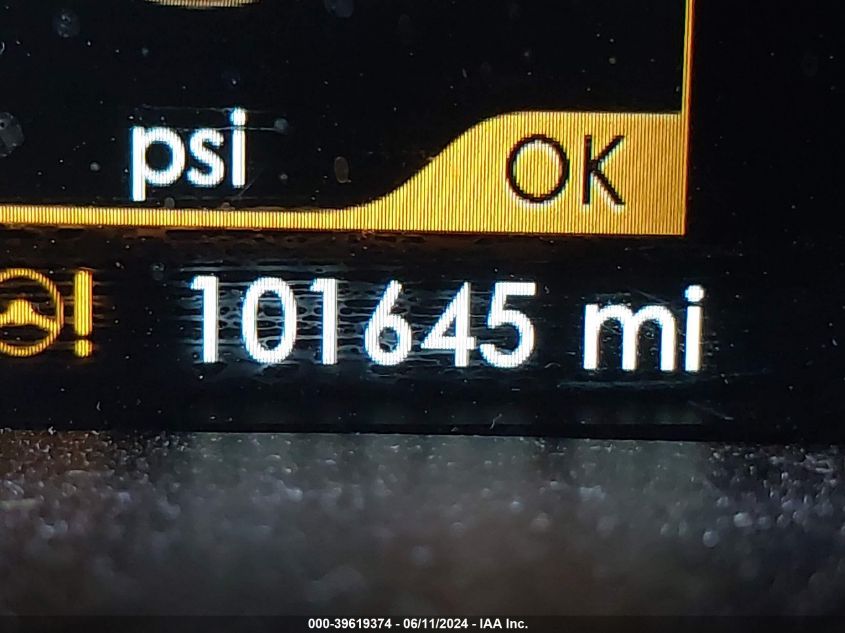 psi
OK
101645 mi
000-39619374 - 06/11/2024 - IAA Inc.